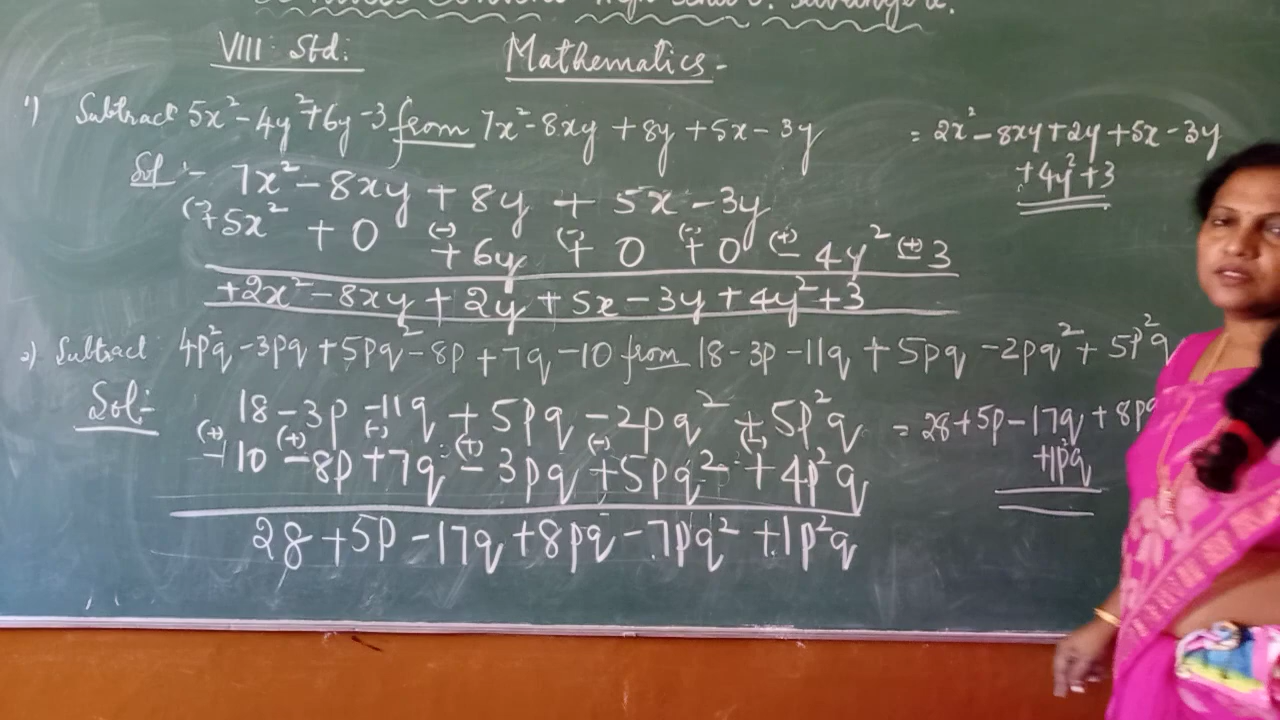 VIII Std.
Mathematics -
1) Subtract 5x² - 4y² + 6y - 3 from 7x² - 8xy + 8y + 5x - 3y
Sol :- 7x² - 8xy + 8y + 5x - 3y
(-) +5x² + 0 (-) + 6y (-) + 0 (-) + 0 (+) - 4y² (+) - 3
+2x² - 8xy + 2y + 5x - 3y + 4y² + 3
= 2x² - 8xy + 2y + 5x - 3y
+ 4y² + 3
2) Subtract 4p²q - 3pq + 5pq² - 8p + 7q - 10 from 18 - 3p - 11q + 5pq - 2pq² + 5p²q
Sol:- 18 - 3p - 11q + 5pq - 2pq² + 5p²q
(+) - 10 (+) - 8p (-) + 7q (+) - 3pq (-) + 5pq² (-) + 4p²q
28 + 5p - 17q + 8pq - 7pq² + 1p²q
= 28 + 5p - 17q + 8pq
+1p²q